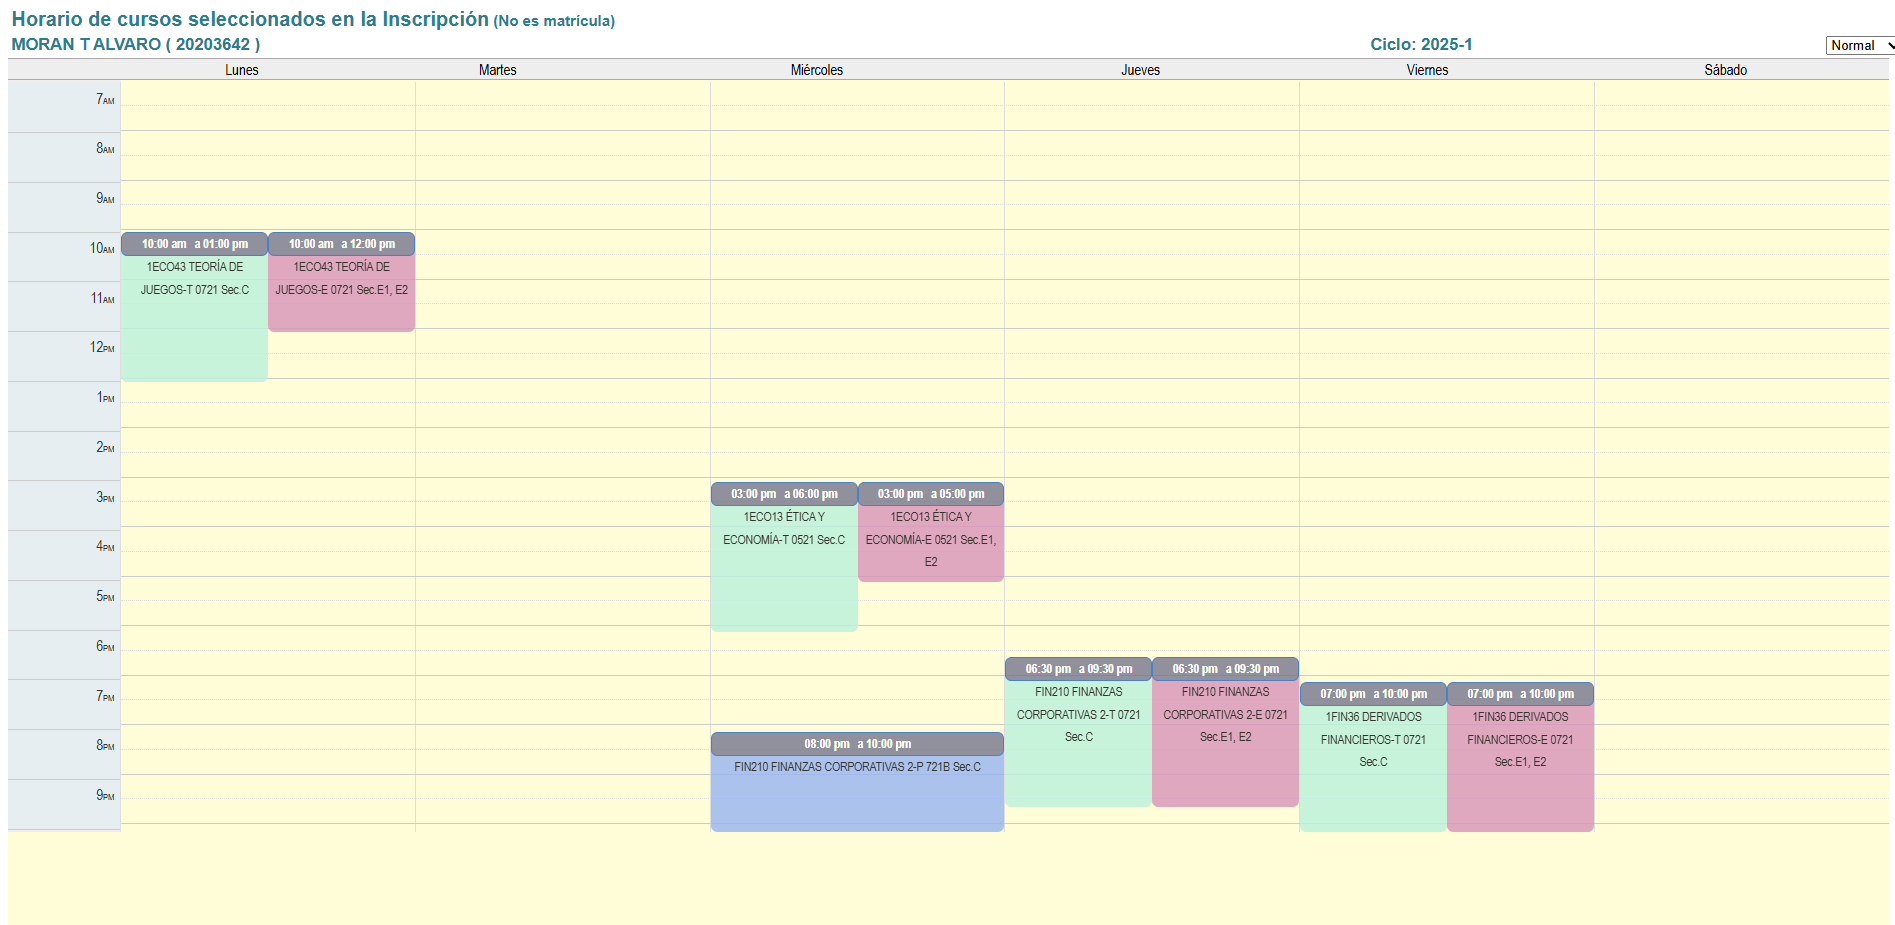 Horario de cursos seleccionados en la Inscripción (No es matrícula)
MORAN T ALVARO ( 20203642 )
Ciclo: 2025-1
Normal
Lunes Martes Miércoles Jueves Viernes Sábado
7AM
8AM
9AM
10AM
11AM
12PM
1PM
2PM
3PM
4PM
5PM
6PM
7PM
8PM
9PM
10:00 am a 01:00 pm
1ECO43 TEORÍA DE
JUEGOS-T 0721 Sec.C
10:00 am a 12:00 pm
1ECO43 TEORÍA DE
JUEGOS-E 0721 Sec.E1, E2
03:00 pm a 06:00 pm
1ECO13 ÉTICA Y
ECONOMÍA-T 0521 Sec.C
03:00 pm a 05:00 pm
1ECO13 ÉTICA Y
ECONOMÍA-E 0521 Sec.E1,
E2
08:00 pm a 10:00 pm
FIN210 FINANZAS CORPORATIVAS 2-P 721B Sec.C
06:30 pm a 09:30 pm
FIN210 FINANZAS
CORPORATIVAS 2-T 0721
Sec.C
06:30 pm a 09:30 pm
FIN210 FINANZAS
CORPORATIVAS 2-E 0721
Sec.E1, E2
07:00 pm a 10:00 pm
1FIN36 DERIVADOS
FINANCIEROS-T 0721
Sec.C
07:00 pm a 10:00 pm
1FIN36 DERIVADOS
FINANCIEROS-E 0721
Sec.E1, E2